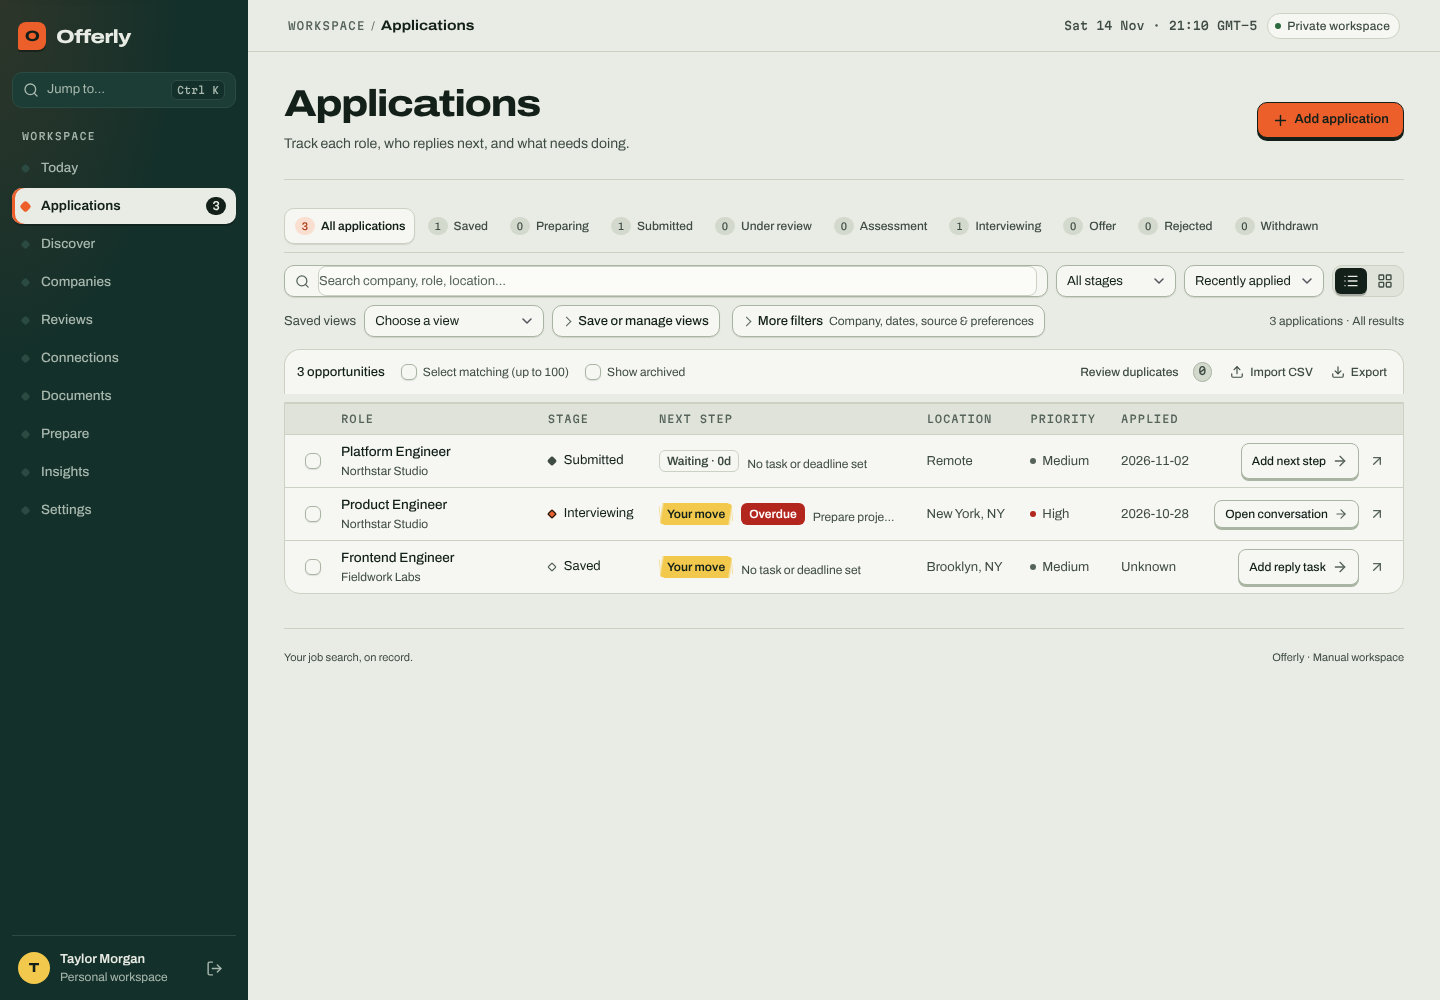 O Offerly
Jump to... Ctrl K
WORKSPACE
Today
Applications 3
Discover
Companies
Reviews
Connections
Documents
Prepare
Insights
Settings
T Taylor Morgan
Personal workspace
WORKSPACE / Applications
Sat 14 Nov · 21:10 GMT−5 Private workspace
Applications
Track each role, who replies next, and what needs doing.
+ Add application
3 All applications 1 Saved 0 Preparing 1 Submitted 0 Under review 0 Assessment 1 Interviewing 0 Offer 0 Rejected 0 Withdrawn
Search company, role, location... All stages Recently applied
Saved views Choose a view Save or manage views More filters Company, dates, source & preferences 3 applications · All results
3 opportunities Select matching (up to 100) Show archived Review duplicates 0 Import CSV Export
ROLE STAGE NEXT STEP LOCATION PRIORITY APPLIED
Platform Engineer
Northstar Studio
Submitted Waiting · 0d No task or deadline set Remote Medium 2026-11-02 Add next step
Product Engineer
Northstar Studio
Interviewing Your move Overdue Prepare proje... New York, NY High 2026-10-28 Open conversation
Frontend Engineer
Fieldwork Labs
Saved Your move No task or deadline set Brooklyn, NY Medium Unknown Add reply task
Your job search, on record. Offerly · Manual workspace